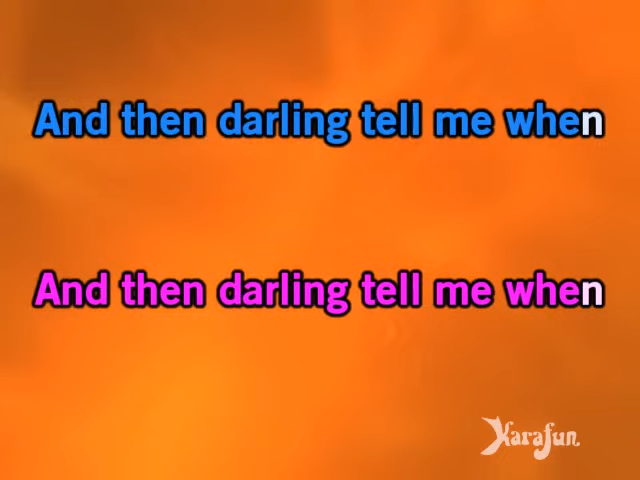 And then darling tell me when
And then darling tell me when
Karafun